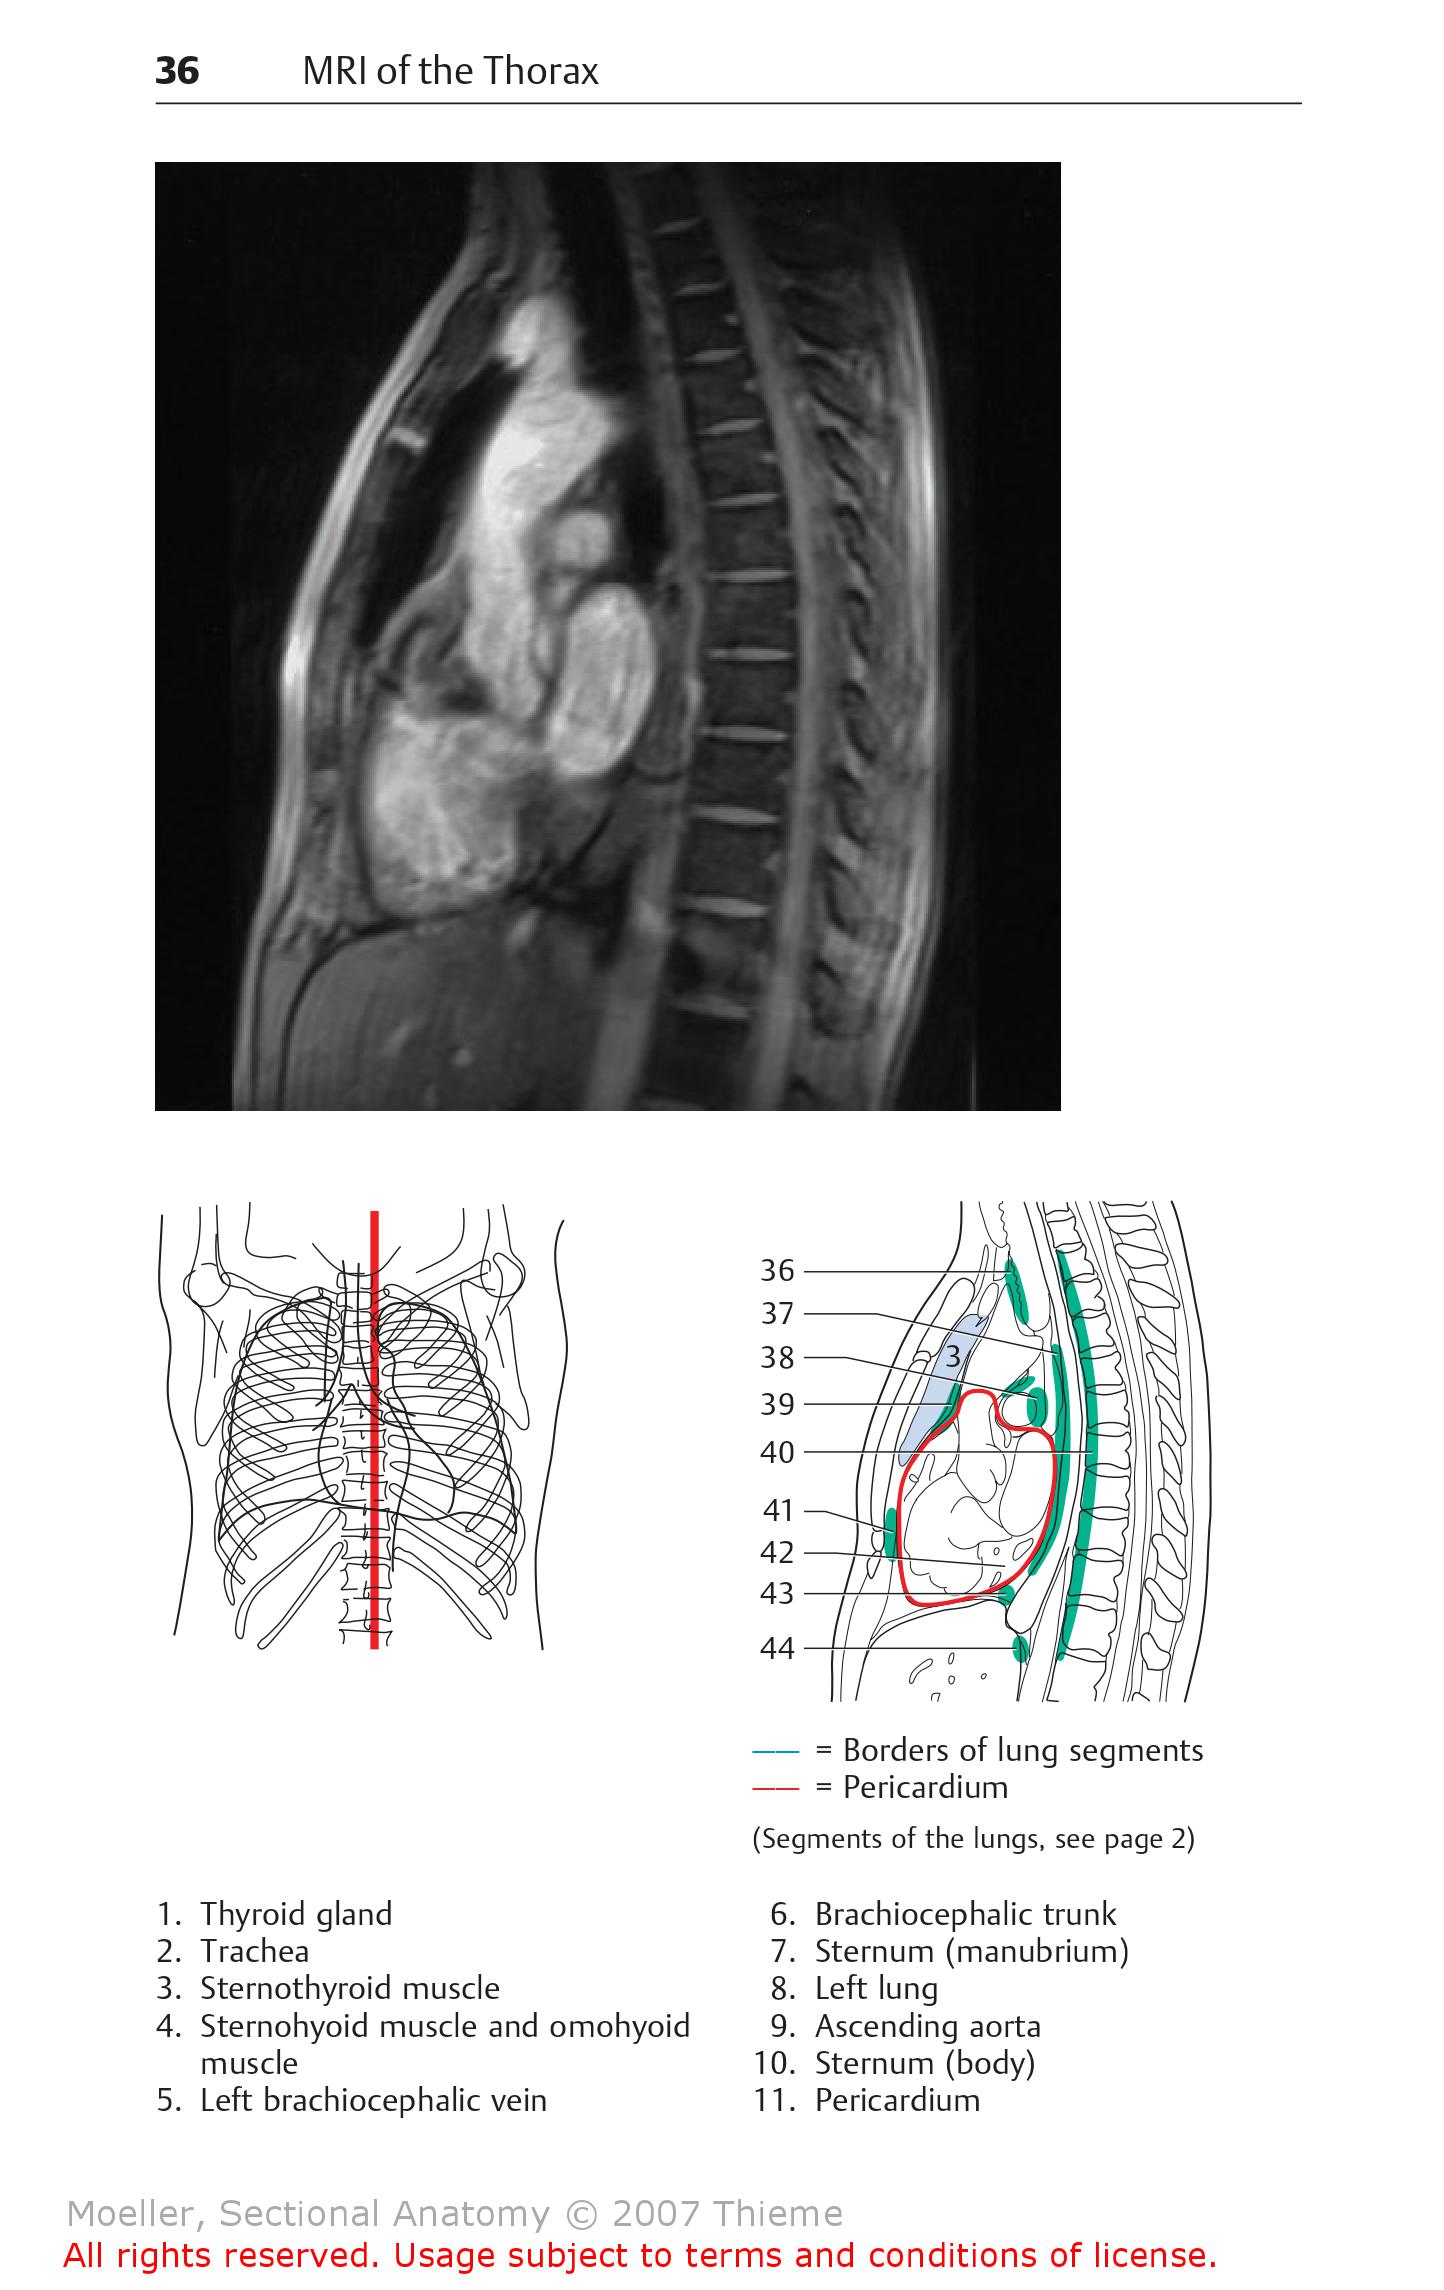 36 MRI of the Thorax
36
37
38
3
39
40
41
42
43
44
= Borders of lung segments
= Pericardium
(Segments of the lungs, see page 2)
1. Thyroid gland
2. Trachea
3. Sternothyroid muscle
4. Sternohyoid muscle and omohyoid
muscle
5. Left brachiocephalic vein
6. Brachiocephalic trunk
7. Sternum (manubrium)
8. Left lung
9. Ascending aorta
10. Sternum (body)
11. Pericardium
Moeller, Sectional Anatomy © 2007 Thieme
All rights reserved. Usage subject to terms and conditions of license.